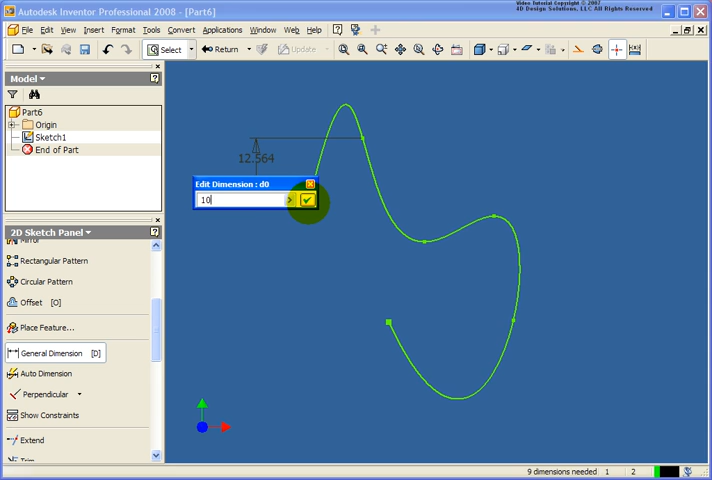 Autodesk Inventor Professional 2008 - [Part6]
Video Tutorial Copyright © 2007
4D Design Solutions, LLC All Rights Reserved
File Edit View Insert Format Tools Convert Applications Window Web Help
Select Return Update
Model
Part6
Origin
Sketch1
End of Part
12.564
Edit Dimension : d0
10
2D Sketch Panel
Mirror
Rectangular Pattern
Circular Pattern
Offset [O]
Place Feature...
General Dimension [D]
Auto Dimension
Perpendicular
Show Constraints
Extend
Trim
9 dimensions needed 1 2